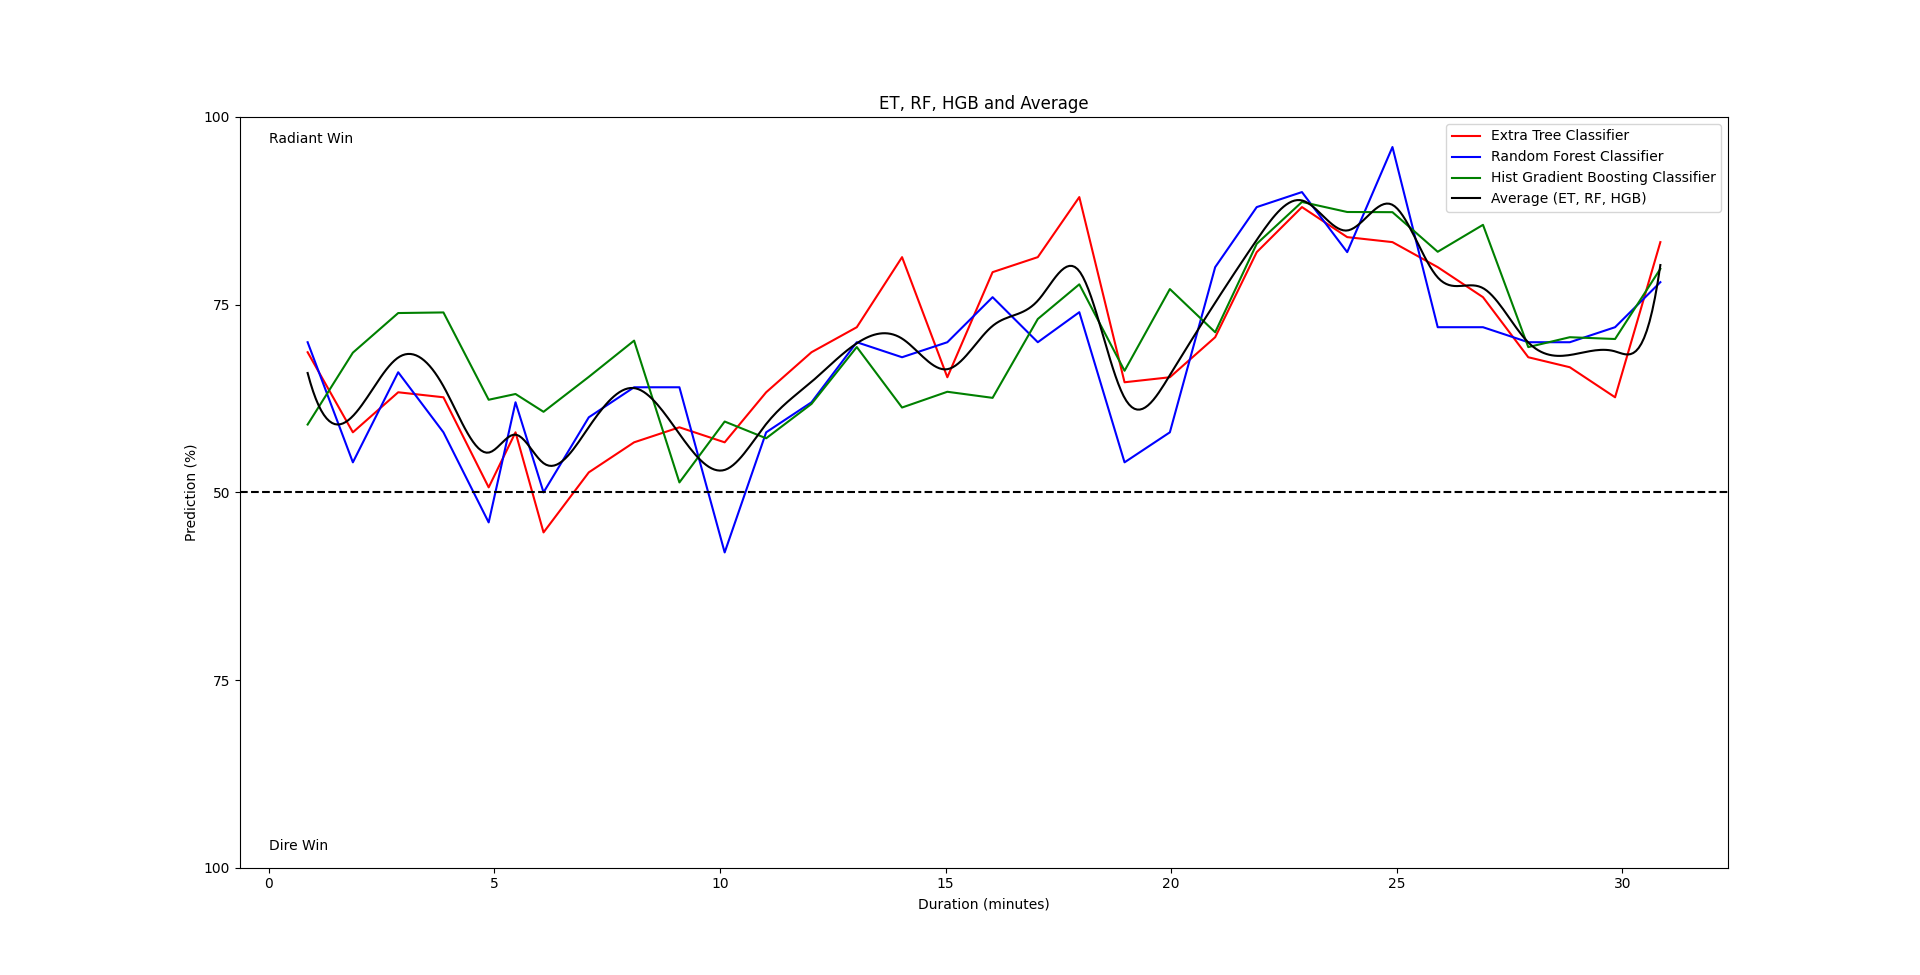 ET, RF, HGB and Average
Radiant Win
Extra Tree Classifier
Random Forest Classifier
Hist Gradient Boosting Classifier
Average (ET, RF, HGB)
100
75
50
75
100
Prediction (%)
Dire Win
0 5 10 15 20 25 30
Duration (minutes)